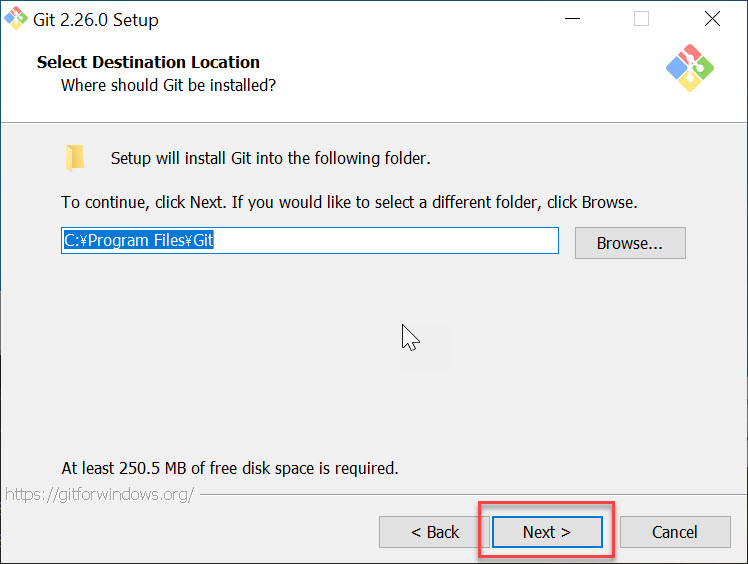 Git 2.26.0 Setup
Select Destination Location
Where should Git be installed?
Setup will install Git into the following folder.
To continue, click Next. If you would like to select a different folder, click Browse.
C:¥Program Files¥Git
Browse...
At least 250.5 MB of free disk space is required.
https://gitforwindows.org/
< Back
Next >
Cancel